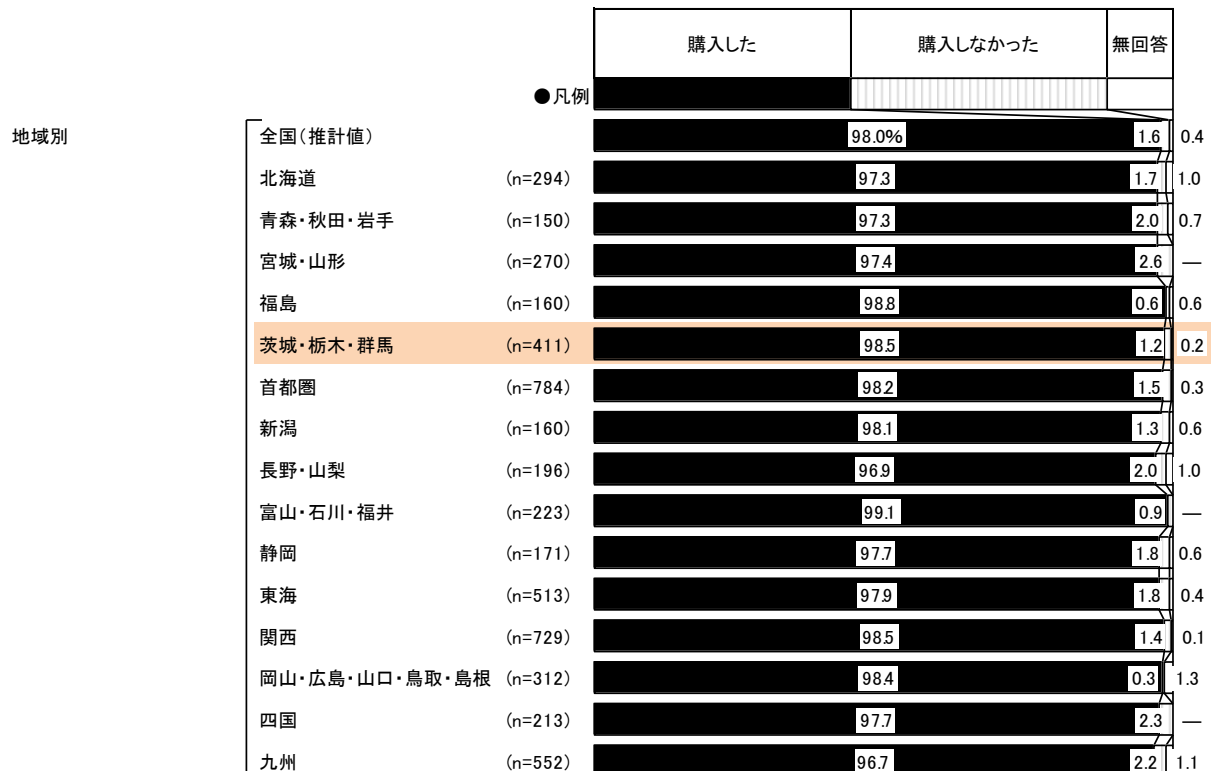 購入した 購入しなかった 無回答
●凡例
地域別 全国(推計値) 98.0% 1.6 0.4
北海道 (n=294) 97.3 1.7 1.0
青森・秋田・岩手 (n=150) 97.3 2.0 0.7
宮城・山形 (n=270) 97.4 2.6 ―
福島 (n=160) 98.8 0.6 0.6
茨城・栃木・群馬 (n=411) 98.5 1.2 0.2
首都圏 (n=784) 98.2 1.5 0.3
新潟 (n=160) 98.1 1.3 0.6
長野・山梨 (n=196) 96.9 2.0 1.0
富山・石川・福井 (n=223) 99.1 0.9 ―
静岡 (n=171) 97.7 1.8 0.6
東海 (n=513) 97.9 1.8 0.4
関西 (n=729) 98.5 1.4 0.1
岡山・広島・山口・鳥取・島根 (n=312) 98.4 0.3 1.3
四国 (n=213) 97.7 2.3 ―
九州 (n=552) 96.7 2.2 1.1